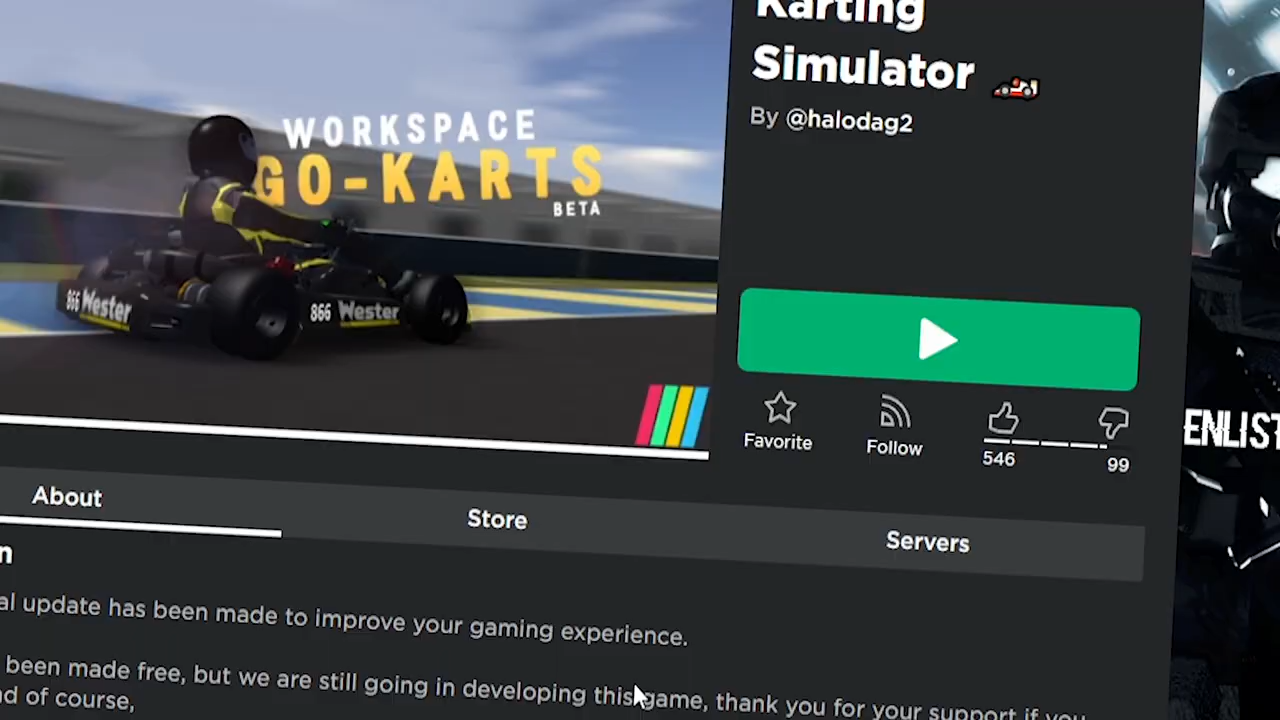 Karting
Simulator
By @halodag2
WORKSPACE
GO-KARTS
BETA
866 Wester
866 Wester
Favorite
Follow
546
99
ENLIST
About
Store
Servers
n
al update has been made to improve your gaming experience.
been made free, but we are still going in developing this game, thank you for your support if you
nd of course,